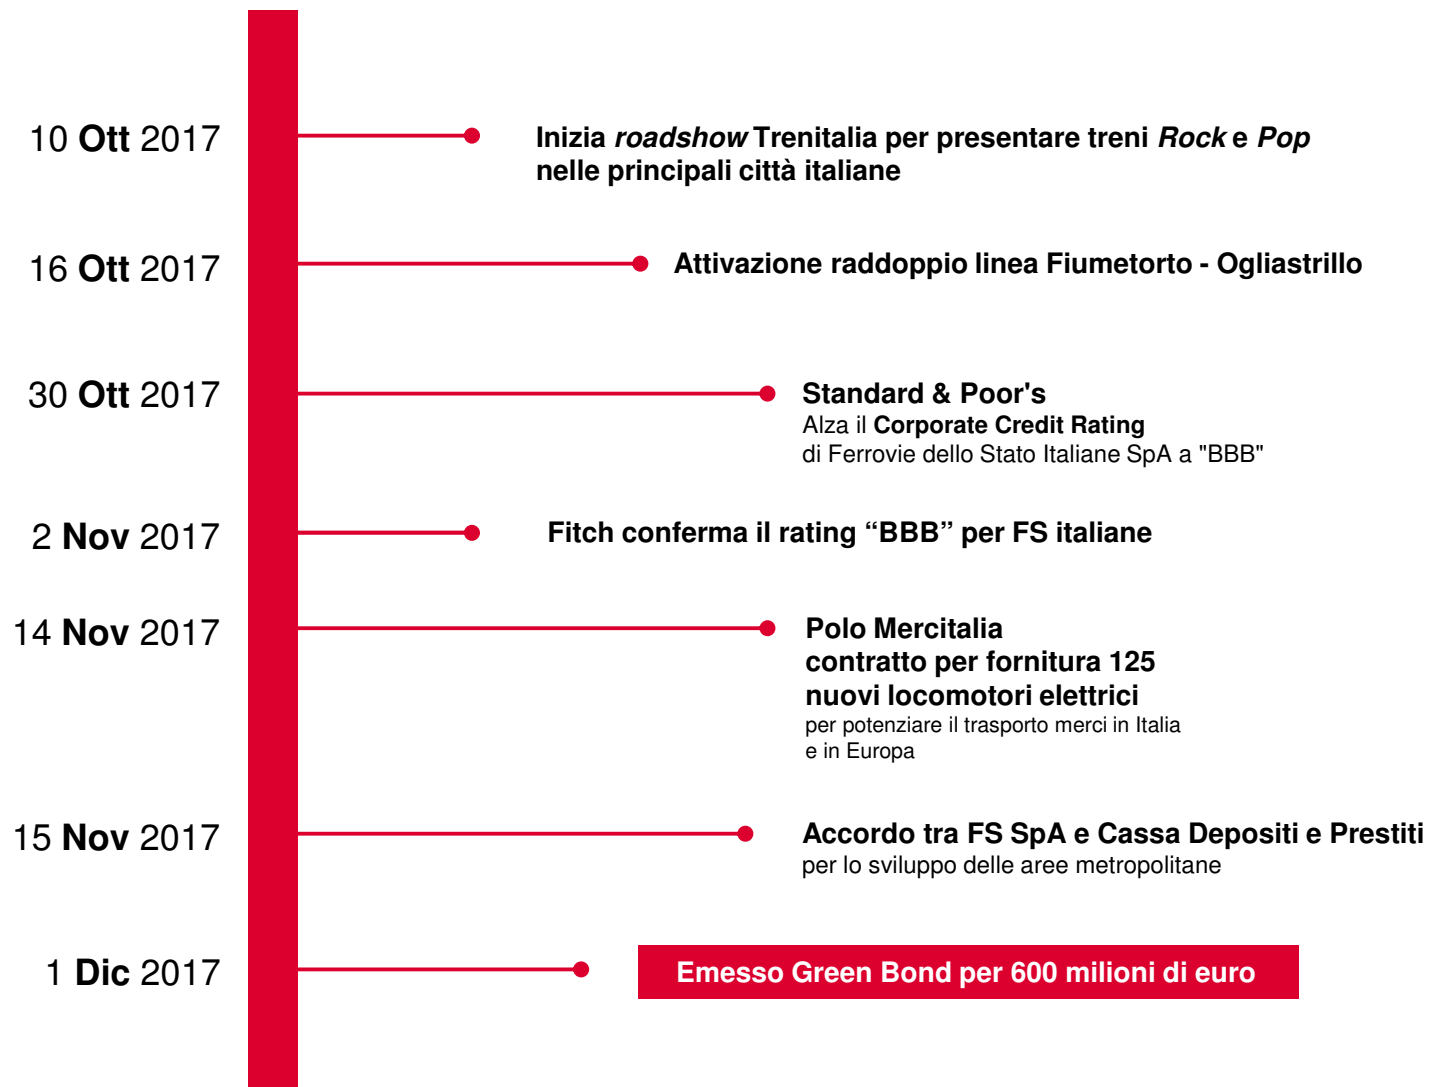 10 Ott 2017
Inizia roadshow Trenitalia per presentare treni Rock e Pop
nelle principali città italiane
16 Ott 2017
Attivazione raddoppio linea Fiumetorto - Ogliastrillo
30 Ott 2017
Standard & Poor's
Alza il Corporate Credit Rating
di Ferrovie dello Stato Italiane SpA a "BBB"
2 Nov 2017
Fitch conferma il rating “BBB” per FS italiane
14 Nov 2017
Polo Mercitalia
contratto per fornitura 125
nuovi locomotori elettrici
per potenziare il trasporto merci in Italia
e in Europa
15 Nov 2017
Accordo tra FS SpA e Cassa Depositi e Prestiti
per lo sviluppo delle aree metropolitane
1 Dic 2017
Emesso Green Bond per 600 milioni di euro